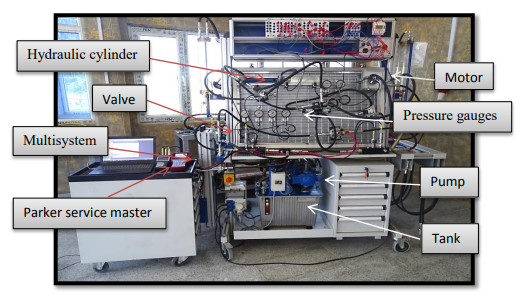 Hydraulic cylinder
Motor
Valve
Pressure gauges
Multisystem
Pump
Parker service master
Tank